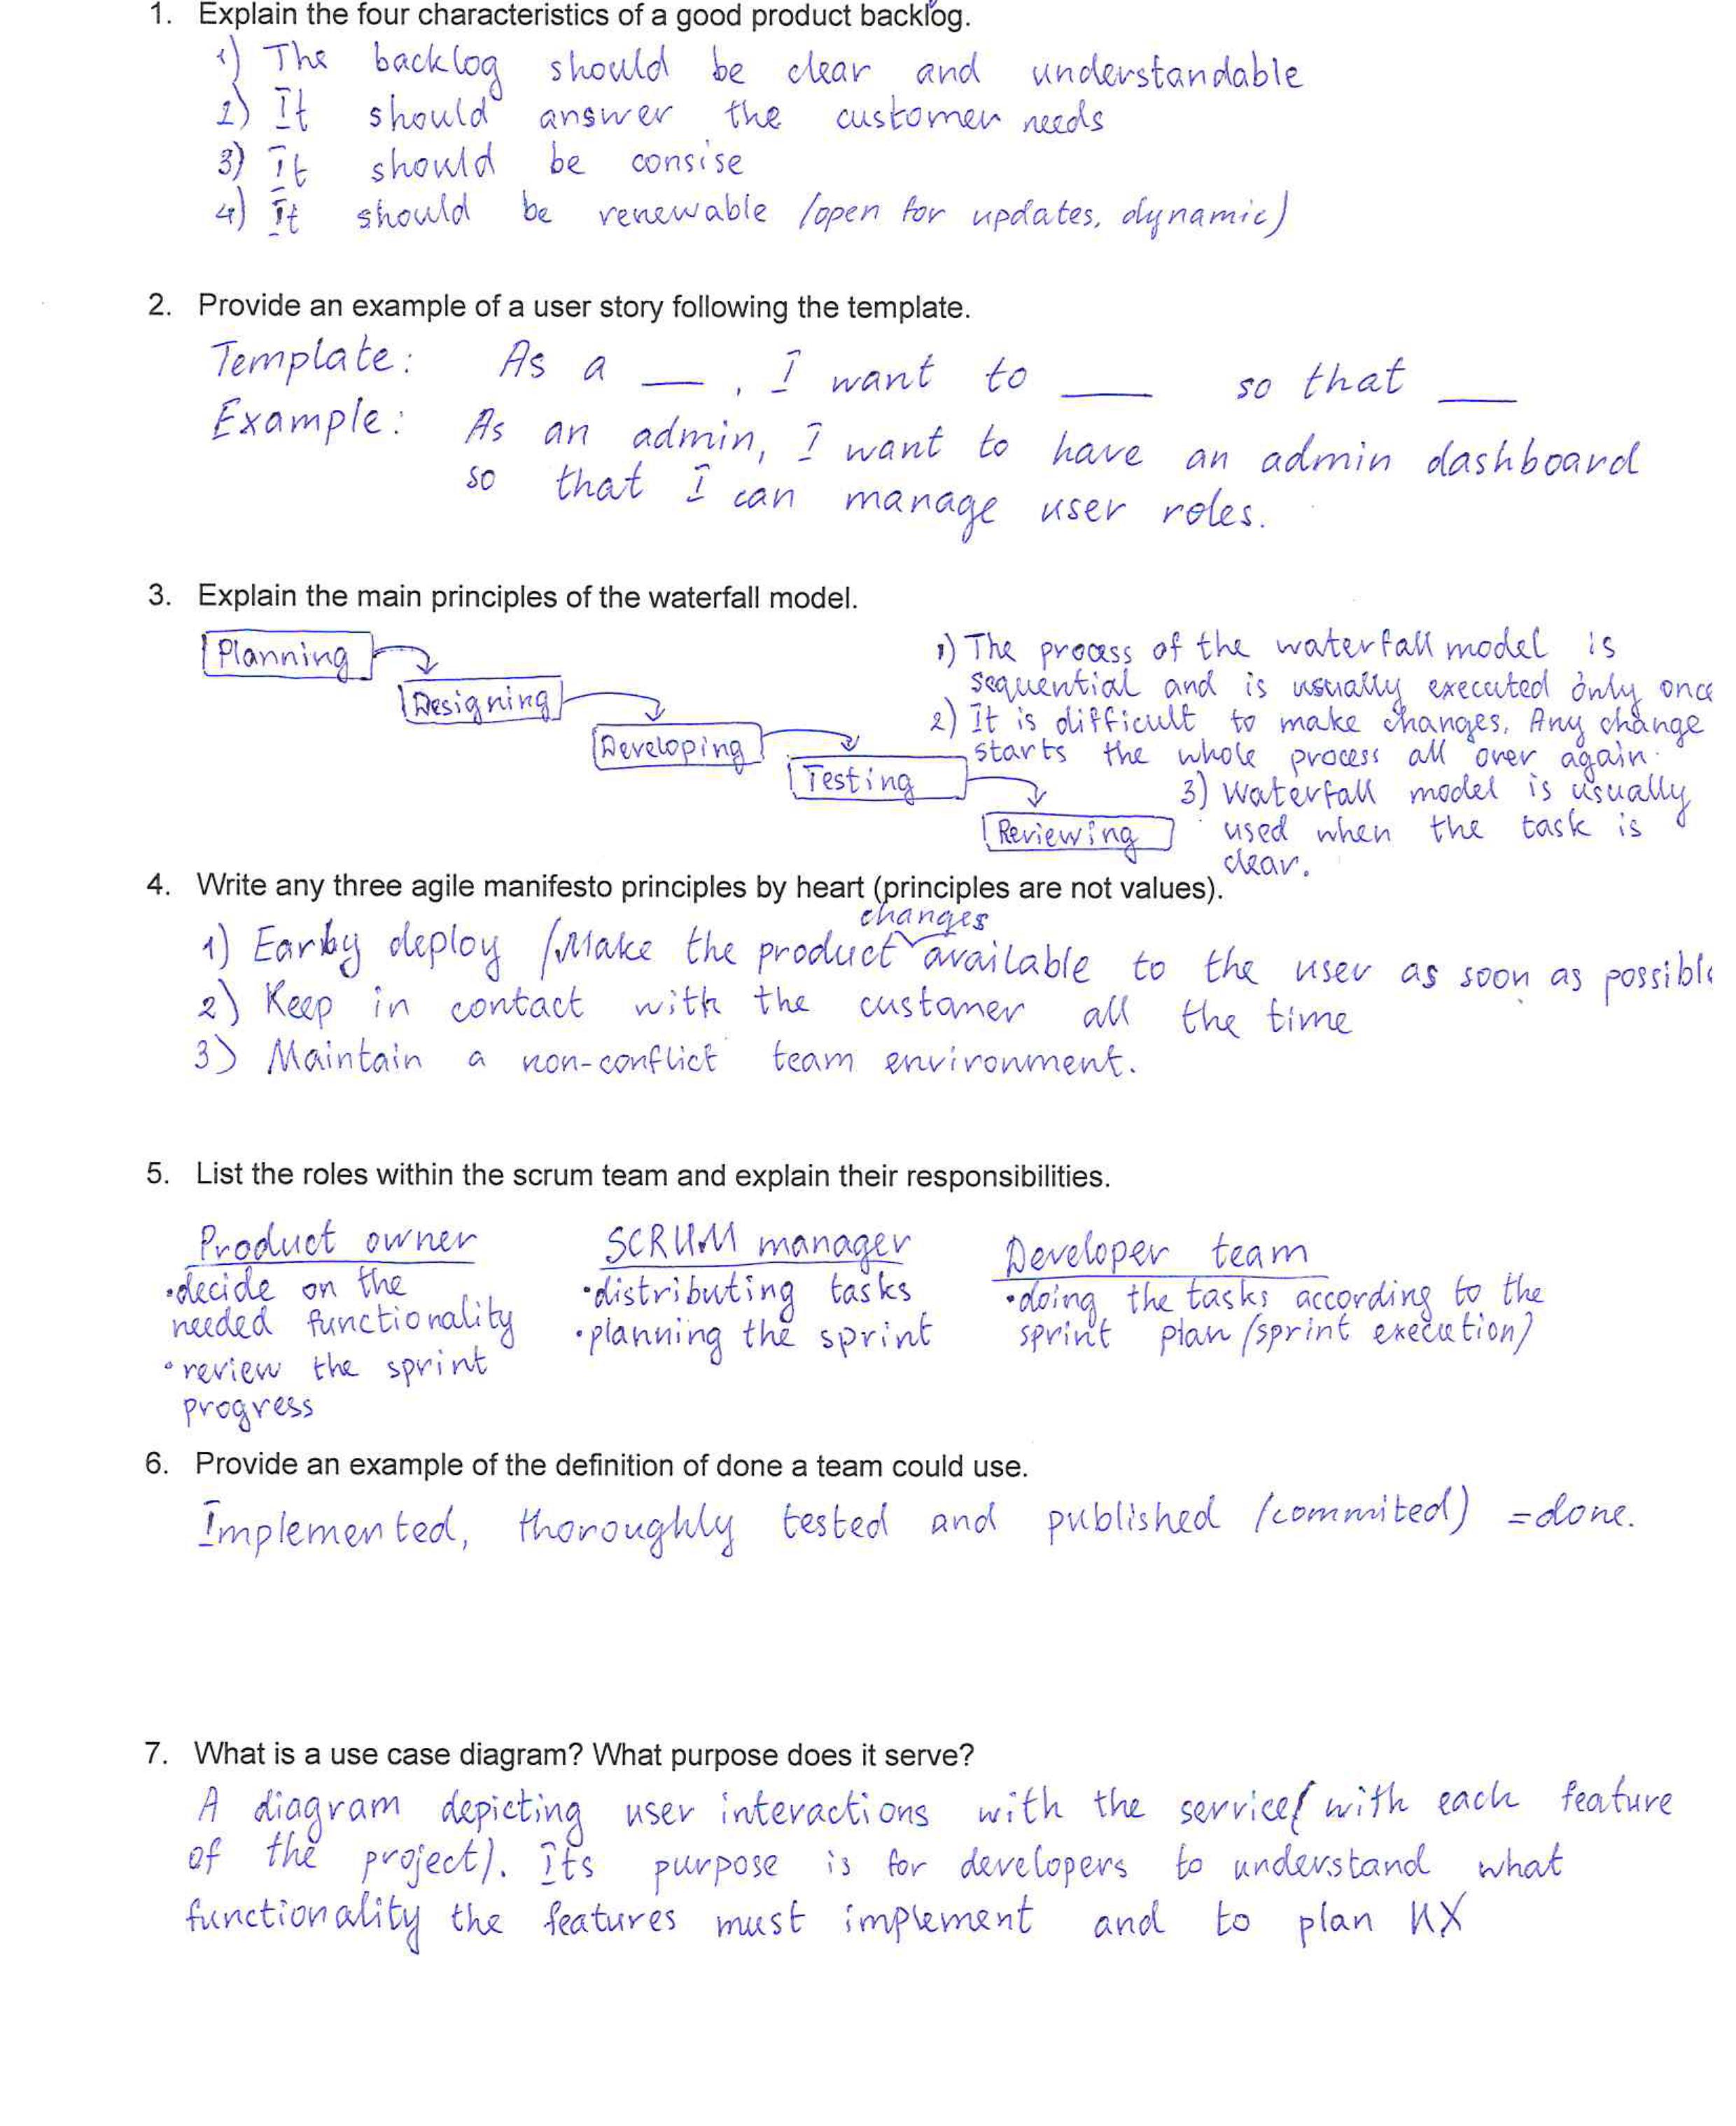 1. Explain the four characteristics of a good product backlog.
1) The backlog should be clear and understandable
2) It should answer the customer needs
3) It should be consise
4) It should be renewable (open for updates, dynamic)
2. Provide an example of a user story following the template.
Template: As a ___, I want to ___ so that ___
Example: As an admin, I want to have an admin dashboard
so that I can manage user roles.
3. Explain the main principles of the waterfall model.
Planning
Designing
Developing
Testing
Reviewing
1) The process of the waterfall model is
sequential and is usually executed only once
2) It is difficult to make changes. Any change
starts the whole process all over again.
3) Waterfall model is usually
used when the task is
clear.
4. Write any three agile manifesto principles by heart (principles are not values).
changes
1) Early deploy (Make the product available to the user as soon as possible
2) Keep in contact with the customer all the time
3) Maintain a non-conflict team environment.
5. List the roles within the scrum team and explain their responsibilities.
Product owner
•decide on the
needed functionality
•review the sprint
progress
SCRUM manager
•distributing tasks
•planning the sprint
Developer team
•doing the tasks according to the
sprint plan (sprint execution)
6. Provide an example of the definition of done a team could use.
Implemented, thoroughly tested and published (commited) =done.
7. What is a use case diagram? What purpose does it serve?
A diagram depicting user interactions with the service( with each feature
of the project). Its purpose is for developers to understand what
functionality the features must implement and to plan UX